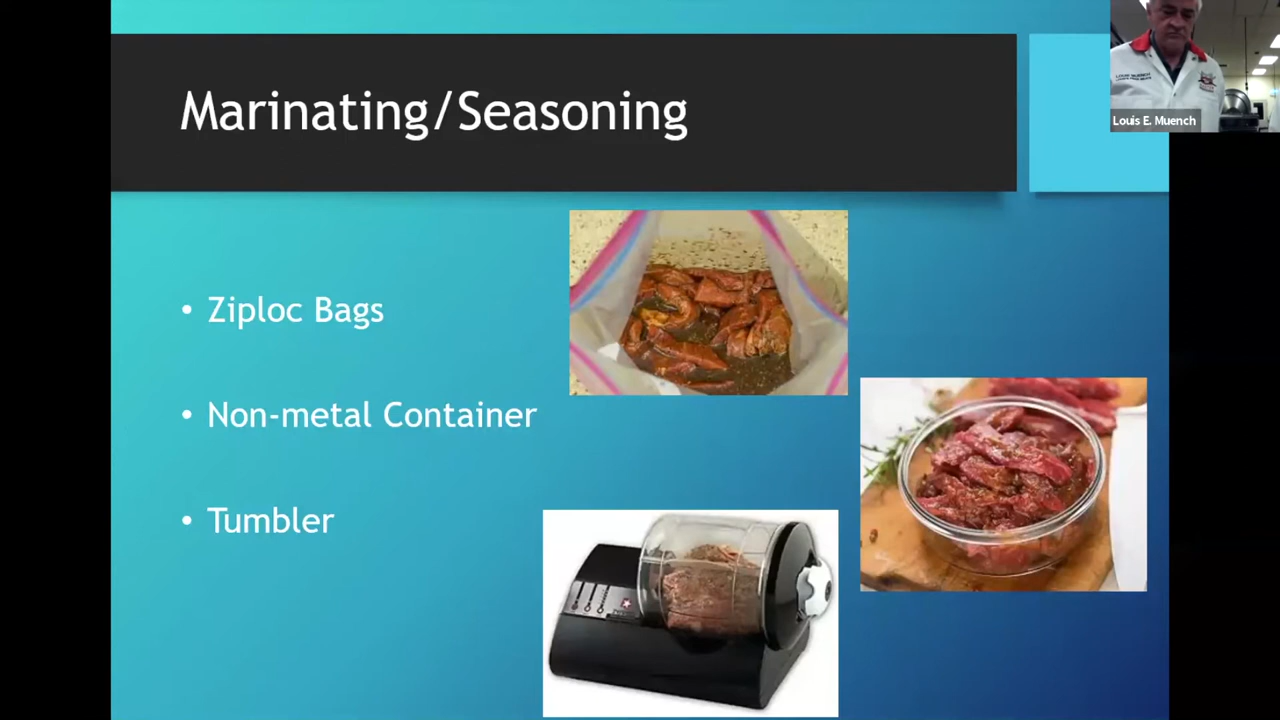 Marinating/Seasoning
Louis E. Muench
• Ziploc Bags
• Non-metal Container
• Tumbler